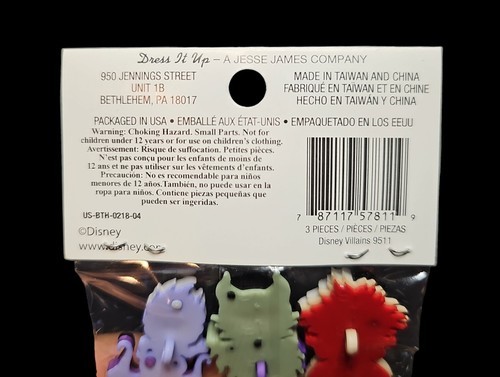 Dress It Up – A JESSE JAMES COMPANY
950 JENNINGS STREET
UNIT 1B
BETHLEHEM, PA 18017
MADE IN TAIWAN AND CHINA
FABRIQUÉ EN TAIWAN ET EN CHINE
HECHO EN TAIWÁN Y CHINA
PACKAGED IN USA • EMBALLÉ AUX ÉTAT-UNIS • EMPAQUETADO EN LOS EEUU
Warning: Choking Hazard. Small Parts. Not for
children under 12 years or for use on children's clothing.
Avertissement: Risque de suffocation. Petites pièces.
N'est pas conçu pour les enfants de moins de
12 ans et ne pas utiliser sur les vêtements d'enfants.
Precaución: No es recomendable para niños
menores de 12 años.También, no puede usar en la
ropa para niños. Contiene piezas pequeñas que
pueden ser ingeridas.
US-BTH-0218-04
©Disney
www.disney.com
7 87117 57811 9
3 PIECES / PIÈCES / PIEZAS
Disney Villains 9511